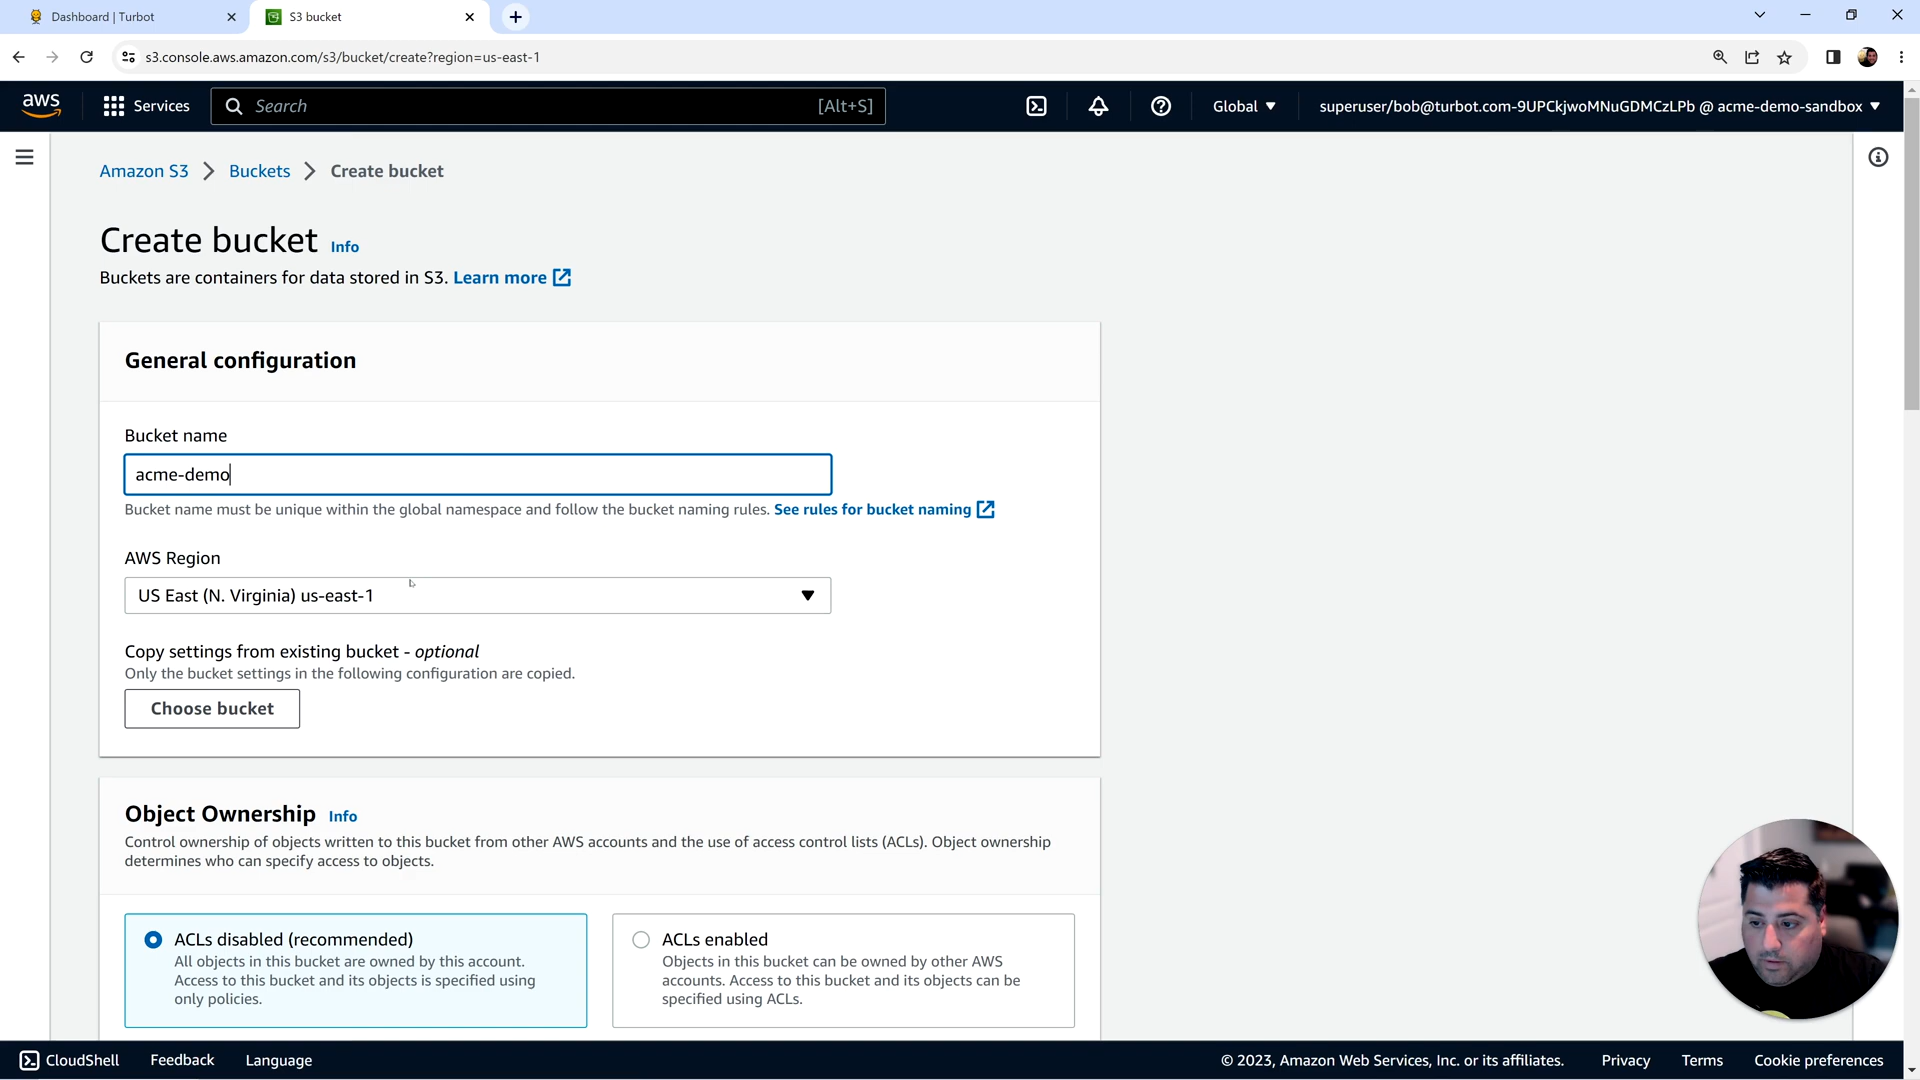 Dashboard | Turbot
S3 bucket
s3.console.aws.amazon.com/s3/bucket/create?region=us-east-1
aws
Services
Search
[Alt+S]
Global
superuser/bob@turbot.com-9UPCkjwoMNuGDMCzLPb @ acme-demo-sandbox
Amazon S3
Buckets
Create bucket
Create bucket Info
Buckets are containers for data stored in S3. Learn more
General configuration
Bucket name
acme-demo
Bucket name must be unique within the global namespace and follow the bucket naming rules. See rules for bucket naming
AWS Region
US East (N. Virginia) us-east-1
Copy settings from existing bucket - optional
Only the bucket settings in the following configuration are copied.
Choose bucket
Object Ownership Info
Control ownership of objects written to this bucket from other AWS accounts and the use of access control lists (ACLs). Object ownership
determines who can specify access to objects.
ACLs disabled (recommended)
All objects in this bucket are owned by this account.
Access to this bucket and its objects is specified using
only policies.
ACLs enabled
Objects in this bucket can be owned by other AWS
accounts. Access to this bucket and its objects can be
specified using ACLs.
CloudShell
Feedback
Language
© 2023, Amazon Web Services, Inc. or its affiliates.
Privacy
Terms
Cookie preferences